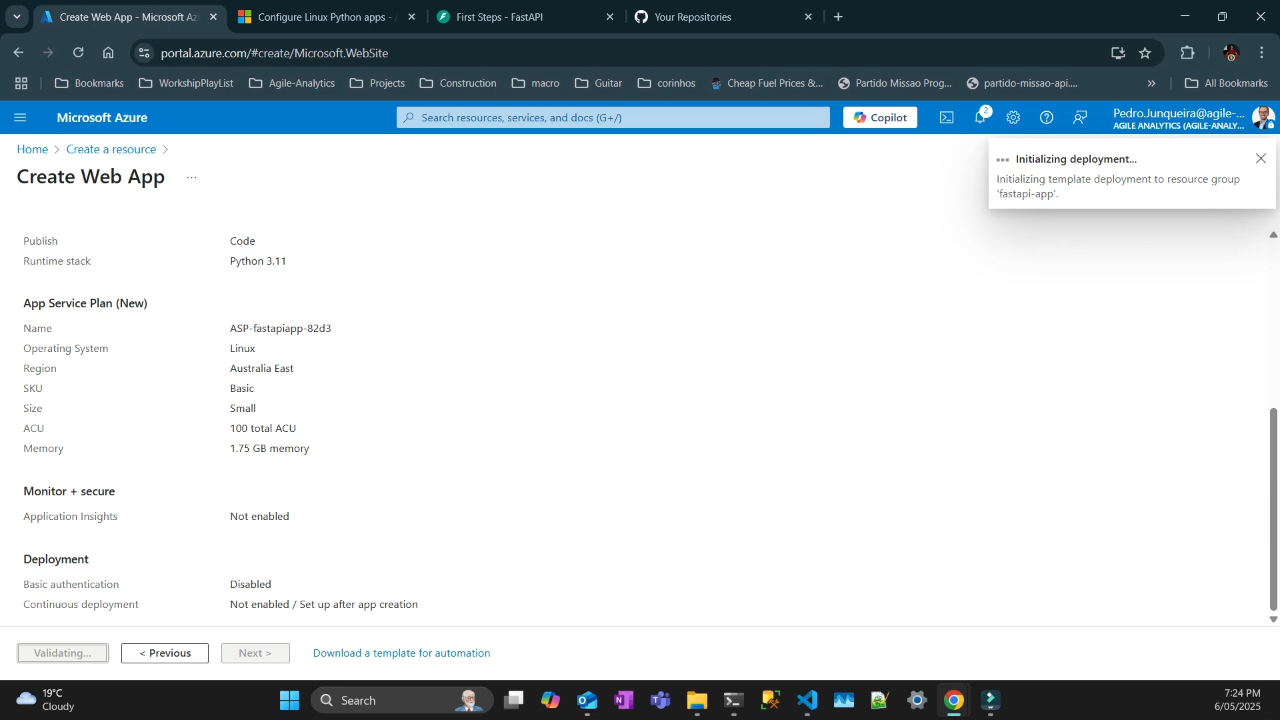 Create Web App - Microsoft Az
Configure Linux Python apps - A
First Steps - FastAPI
Your Repositories
portal.azure.com/#create/Microsoft.WebSite
Bookmarks
WorkshipPlayList
Agile-Analytics
Projects
Construction
macro
Guitar
corinhos
Cheap Fuel Prices &...
Partido Missao Prog...
partido-missao-api....
»
All Bookmarks
Microsoft Azure
Search resources, services, and docs (G+/)
Copilot
2
Pedro.Junqueira@agile-...
AGILE ANALYTICS (AGILE-ANALY...
Home > Create a resource >
Create Web App ...
Initializing deployment...
Initializing template deployment to resource group
'fastapi-app'.
Publish Code
Runtime stack Python 3.11
App Service Plan (New)
Name ASP-fastapiapp-82d3
Operating System Linux
Region Australia East
SKU Basic
Size Small
ACU 100 total ACU
Memory 1.75 GB memory
Monitor + secure
Application Insights Not enabled
Deployment
Basic authentication Disabled
Continuous deployment Not enabled / Set up after app creation
Validating...
< Previous
Next >
Download a template for automation
19°C
Cloudy
Search
7:24 PM
6/05/2025